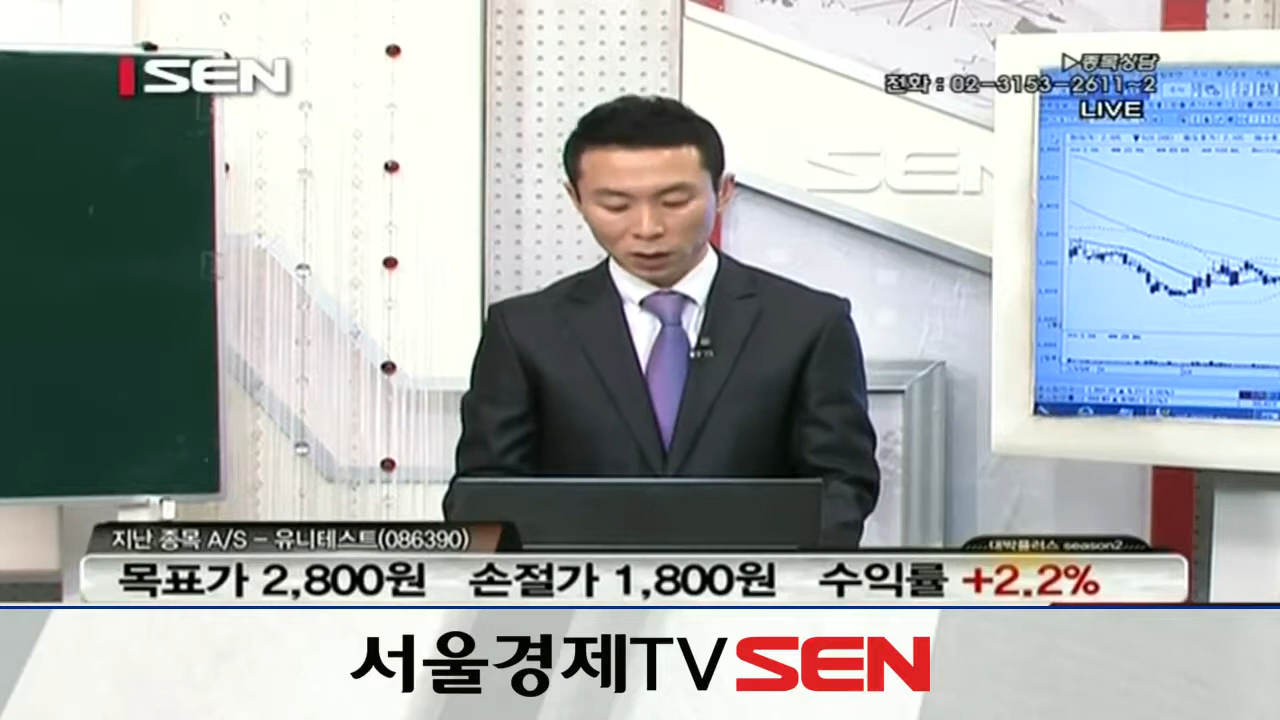 SEN
▶종목상담
전화 : 02-3153-2611~2
LIVE
SEN
지난 종목 A/S - 유니테스트(086390)
대박플러스 season2
목표가 2,800원 손절가 1,800원 수익률 +2.2%
서울경제TV SEN